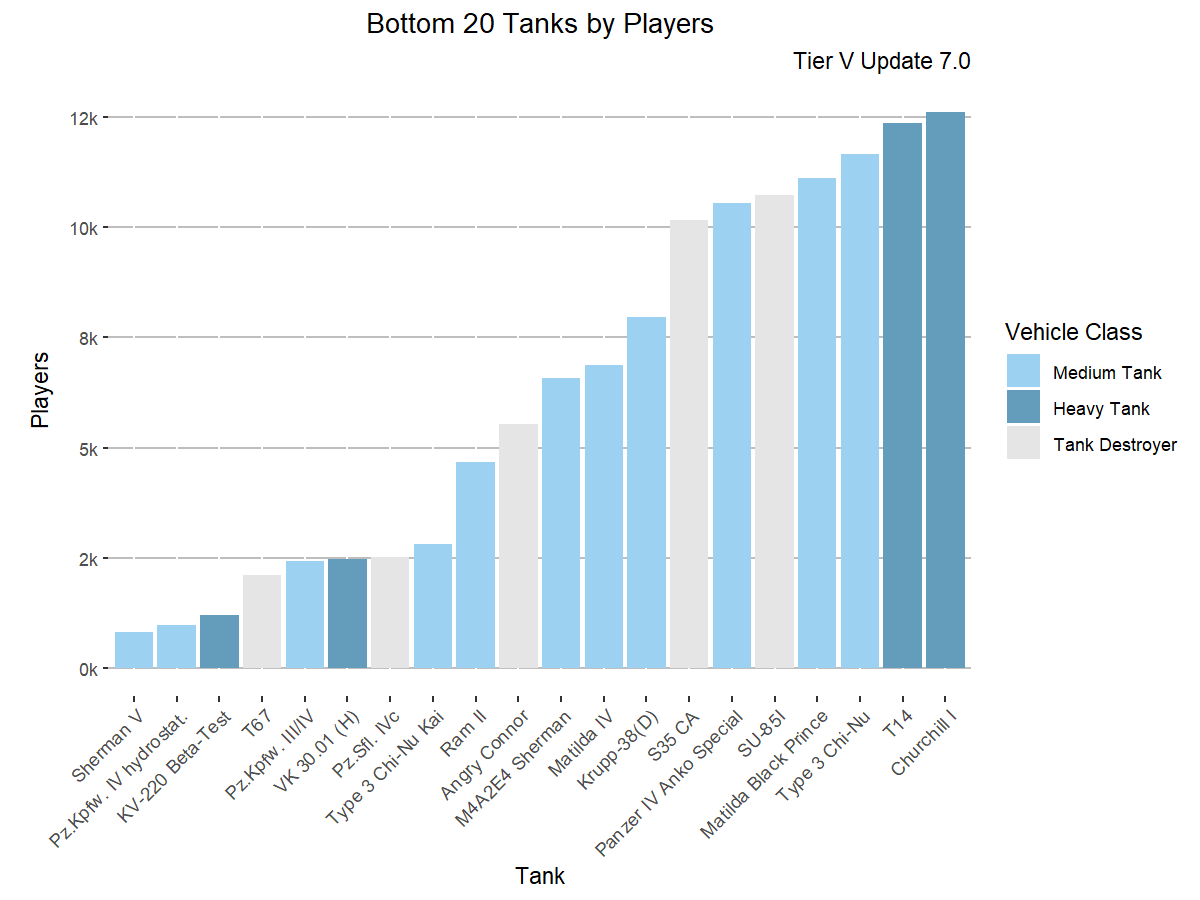 Bottom 20 Tanks by Players
Tier V Update 7.0
12k
10k
8k
5k
2k
0k
Players
Sherman V
Pz.Kpfw. IV hydrostat.
KV-220 Beta-Test
T67
Pz.Kpfw. III/IV
VK 30.01 (H)
Pz.Sfl. IVc
Type 3 Chi-Nu Kai
Ram II
Angry Connor
M4A2E4 Sherman
Matilda IV
Krupp-38(D)
S35 CA
Panzer IV Anko Special
SU-85I
Matilda Black Prince
Type 3 Chi-Nu
T14
Churchill I
Tank
Vehicle Class
Medium Tank
Heavy Tank
Tank Destroyer